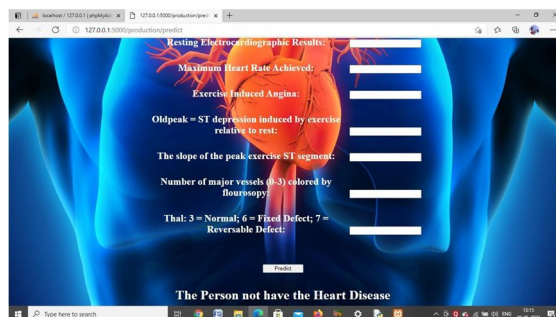 localhost / 127.0.0.1 | phpMyAd
127.0.0.1:5000/production/predi
127.0.0.1:5000/production/predict
Resting Electrocardiographic Results:
Maximum Heart Rate Achieved:
Exercise Induced Angina:
Oldpeak = ST depression induced by exercise
relative to rest:
The slope of the peak exercise ST segment:
Number of major vessels (0-3) colored by
flourosopy:
Thal: 3 = Normal; 6 = Fixed Defect; 7 =
Reversable Defect:
Predict
The Person not have the Heart Disease
Type here to search
ENG
18:15